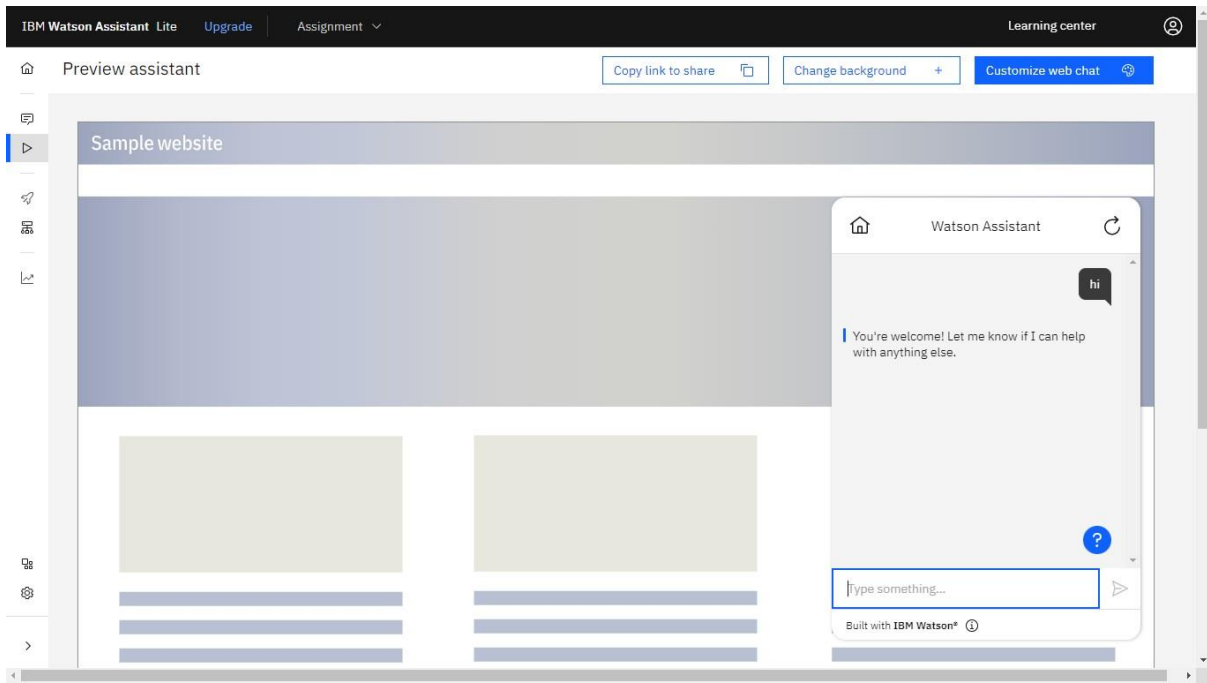 IBM Watson Assistant Lite Upgrade Assignment Learning center
Preview assistant Copy link to share Change background + Customize web chat
Sample website
Watson Assistant
hi
You're welcome! Let me know if I can help
with anything else.
?
Type something...
Built with IBM Watson®